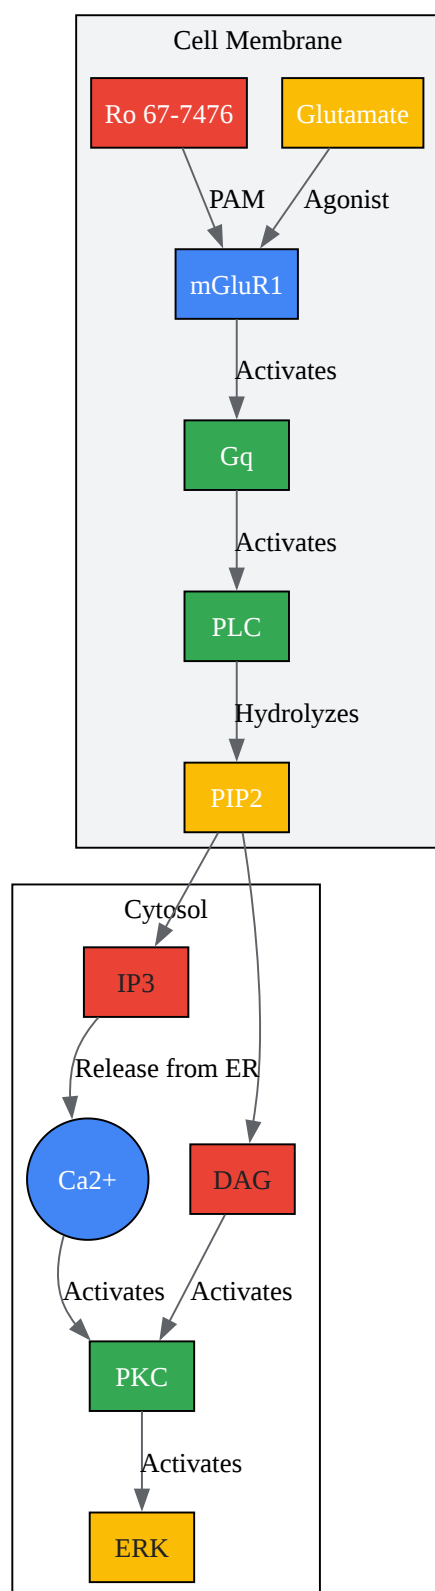 Cell Membrane
Ro 67-7476
Glutamate
PAM
Agonist
mGluR1
Activates
Gq
Activates
PLC
Hydrolyzes
PIP2
Cytosol
IP3
Release from ER
Ca2+
DAG
Activates
Activates
PKC
Activates
ERK